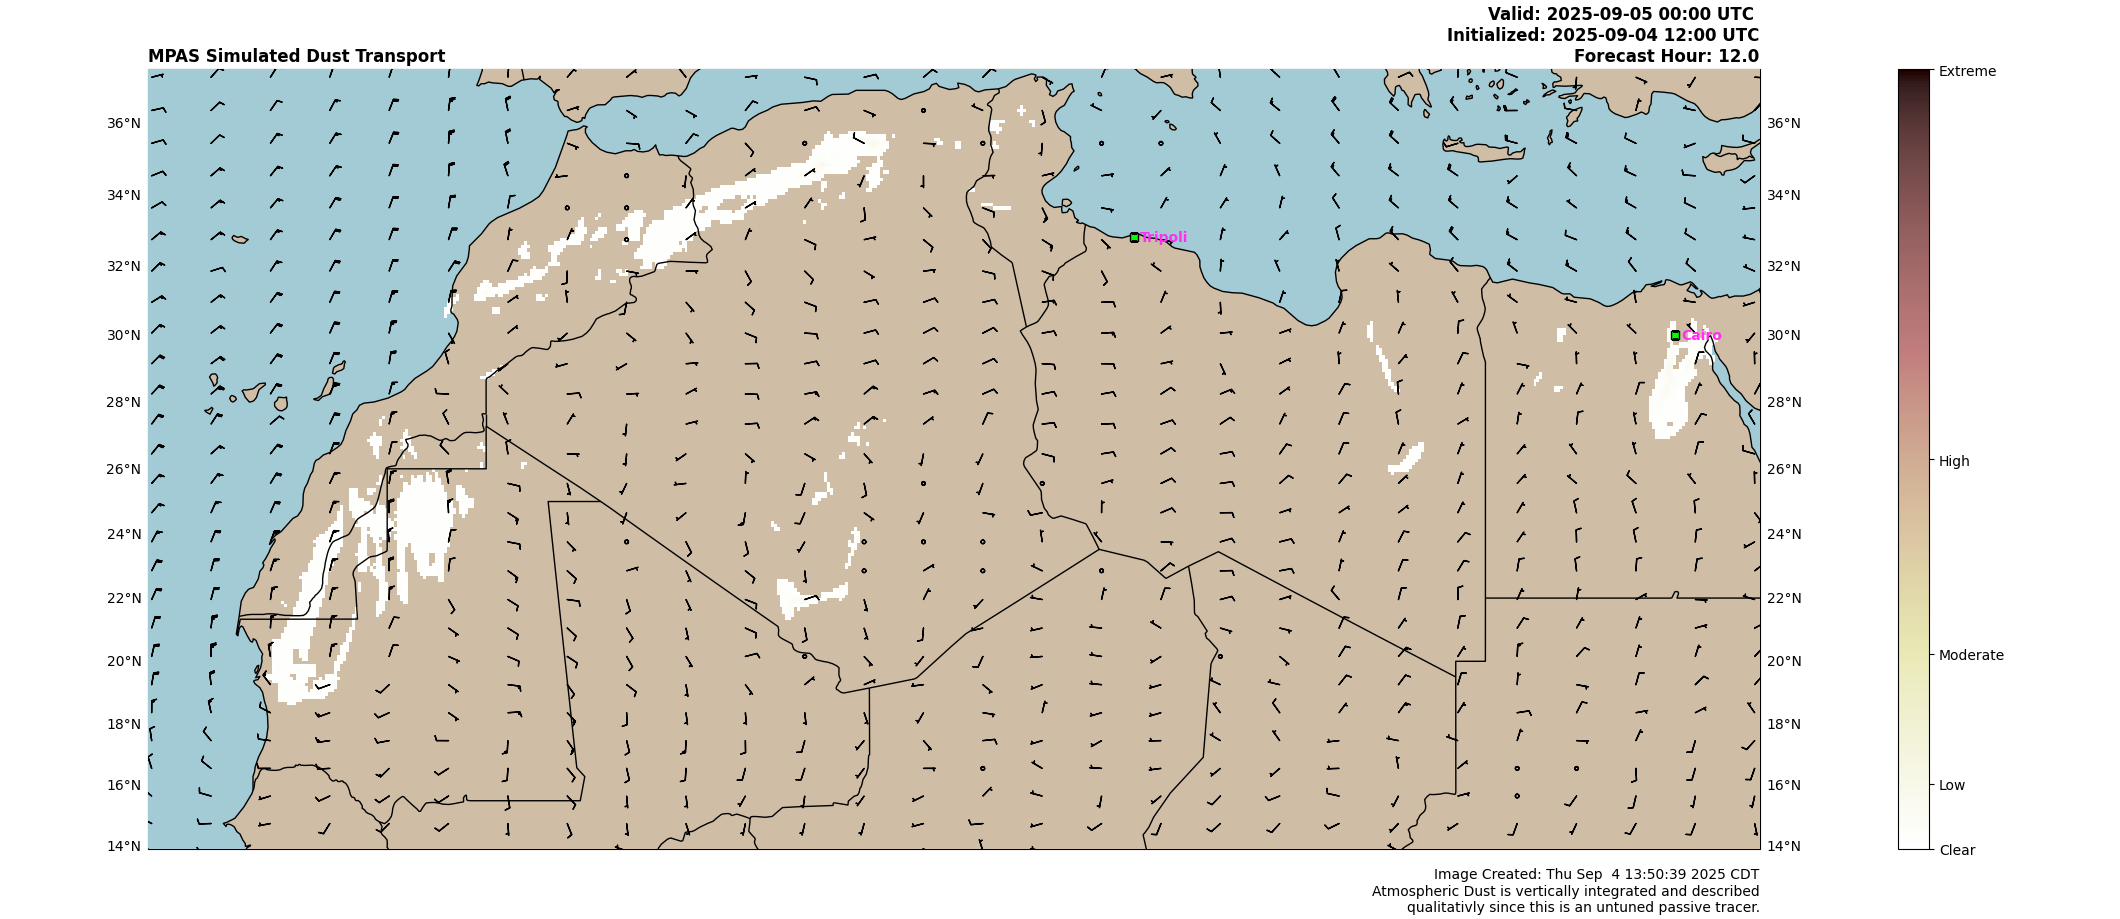 Valid: 2025-09-05 00:00 UTC
Initialized: 2025-09-04 12:00 UTC
MPAS Simulated Dust Transport
Forecast Hour: 12.0
Extreme
36°N
36°N
34°N
34°N
Tripoli
32°N
32°N
30°N
Cairo
30°N
28°N
28°N
26°N
26°N
High
24°N
24°N
22°N
22°N
20°N
20°N
Moderate
18°N
18°N
16°N
16°N
Low
14°N
14°N
Clear
Image Created: Thu Sep  4 13:50:39 2025 CDT
Atmospheric Dust is vertically integrated and described
qualitativly since this is an untuned passive tracer.